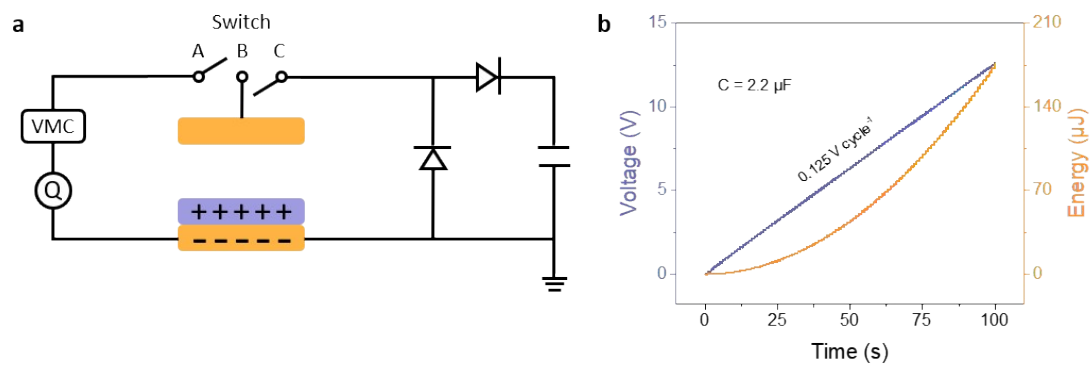 a
Switch
A B C
VMC
Q
+ + + + +
- - - - -
b
15
10
5
0
Voltage (V)
C = 2.2 µF
0.125 V cycle⁻¹
210
140
70
0
Energy (µJ)
0 25 50 75 100
Time (s)